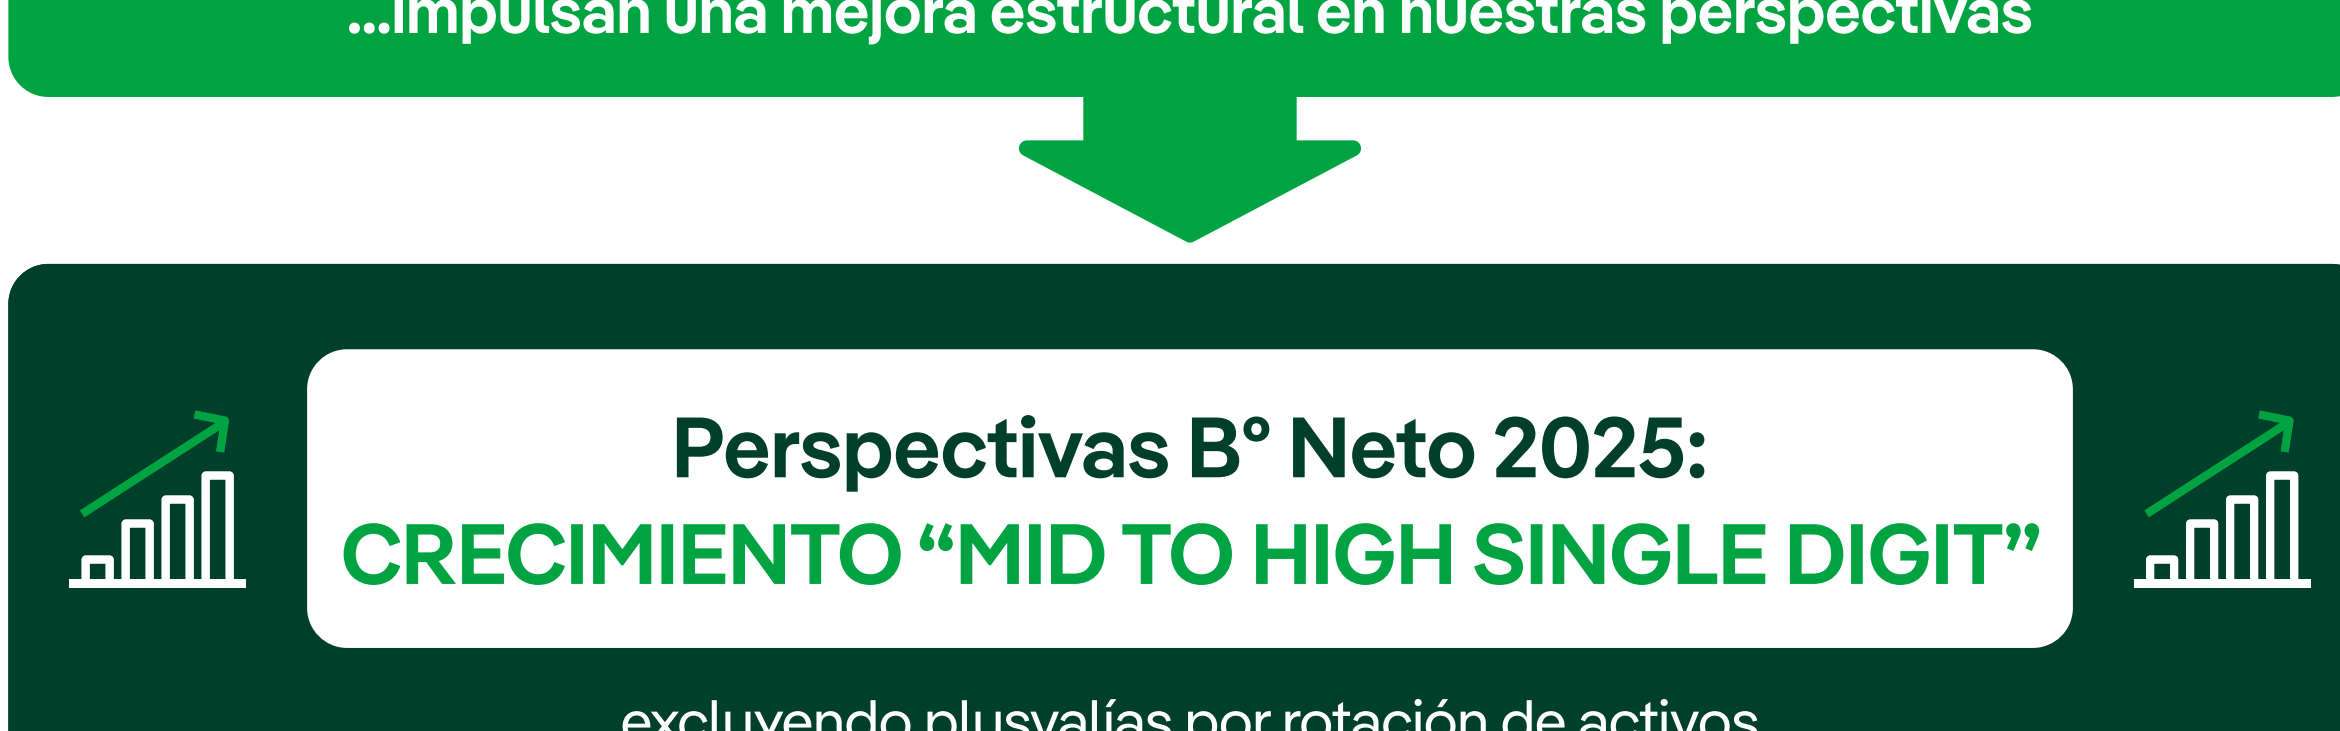 ...impulsan una mejora estructural en nuestras perspectivas
Perspectivas B° Neto 2025:
CRECIMIENTO “MID TO HIGH SINGLE DIGIT”
excluyendo plusvalías por rotación de activos